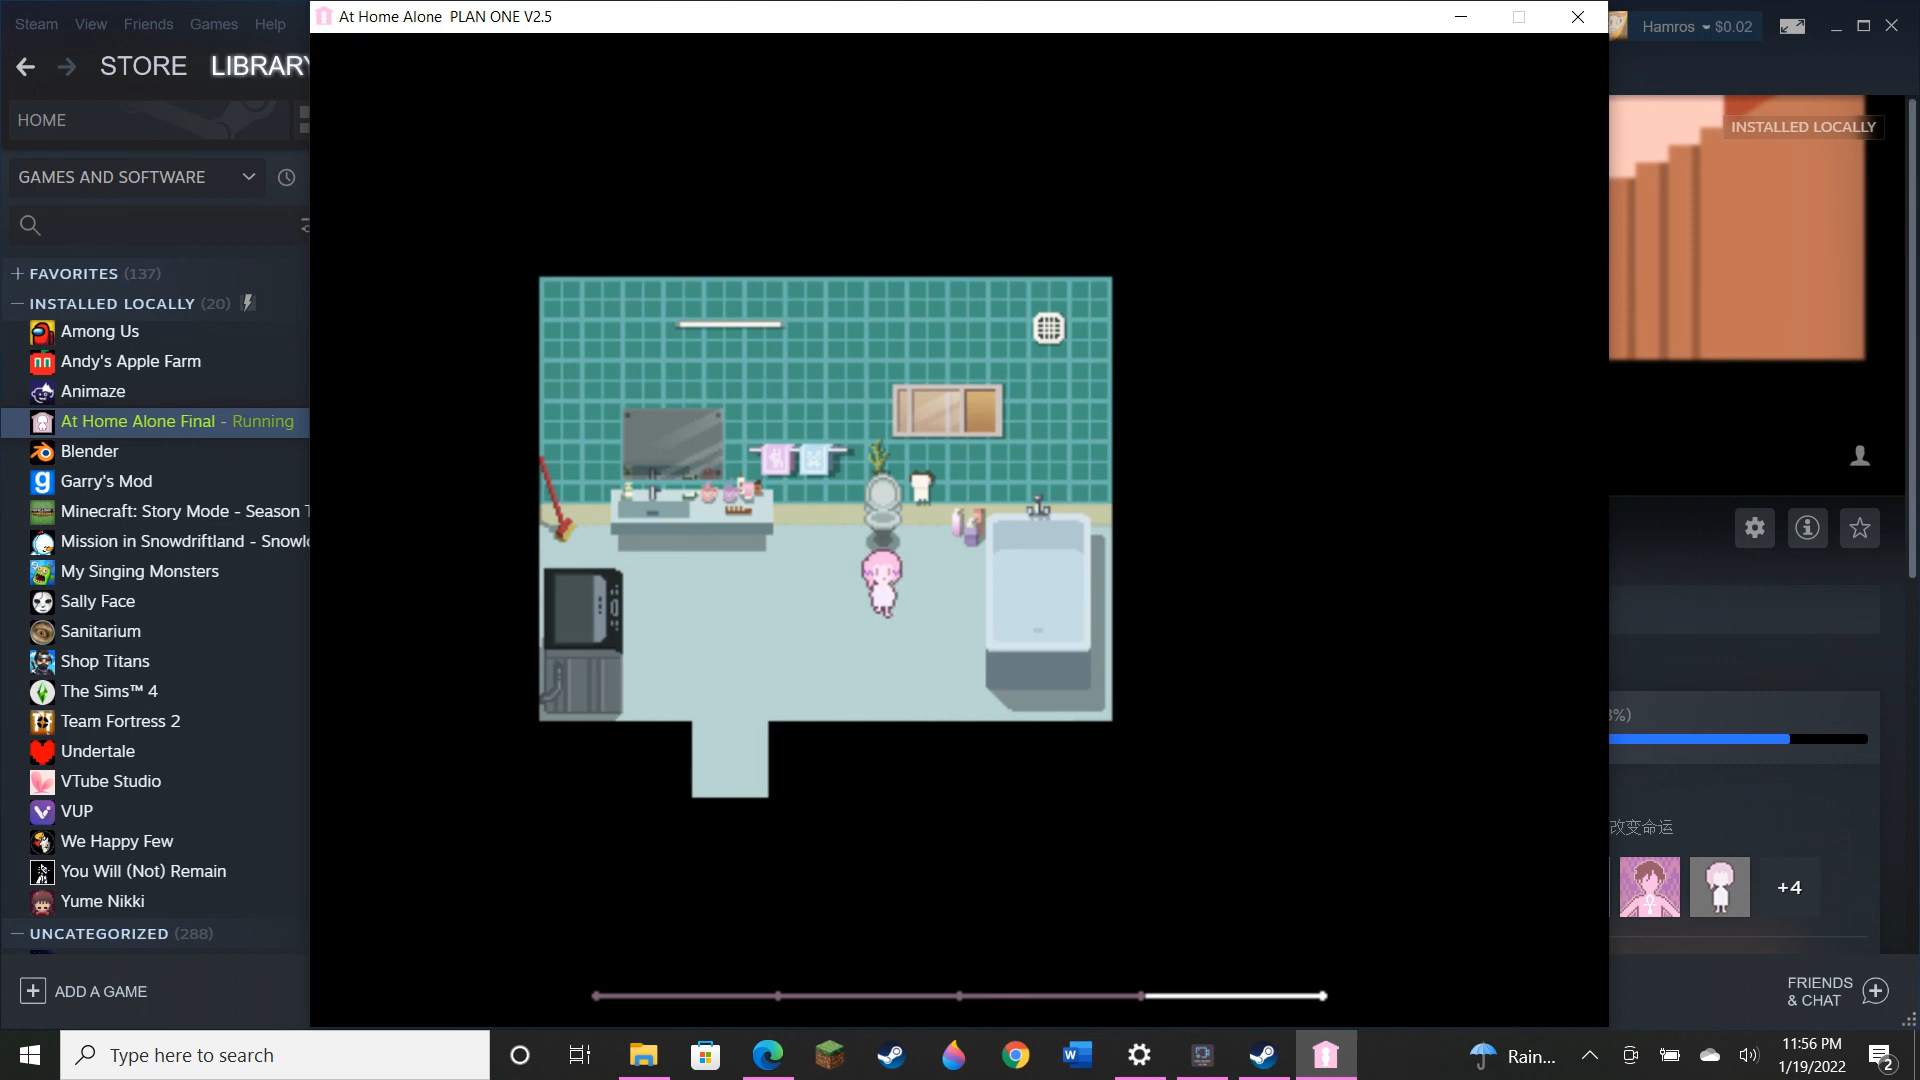 Steam View Friends Games Help
At Home Alone PLAN ONE V2.5
Hamros $0.02
STORE LIBRARY
HOME
INSTALLED LOCALLY
GAMES AND SOFTWARE
FAVORITES (137)
INSTALLED LOCALLY (20)
Among Us
Andy's Apple Farm
Animaze
At Home Alone Final - Running
Blender
Garry's Mod
Minecraft: Story Mode - Season
Mission in Snowdriftland - Snowl
My Singing Monsters
Sally Face
Sanitarium
Shop Titans
The Sims™ 4
Team Fortress 2
Undertale
VTube Studio
VUP
We Happy Few
You Will (Not) Remain
Yume Nikki
UNCATEGORIZED (288)
%)
改变命运
+4
ADD A GAME
FRIENDS
& CHAT
Type here to search
Rain...
11:56 PM
1/19/2022
2